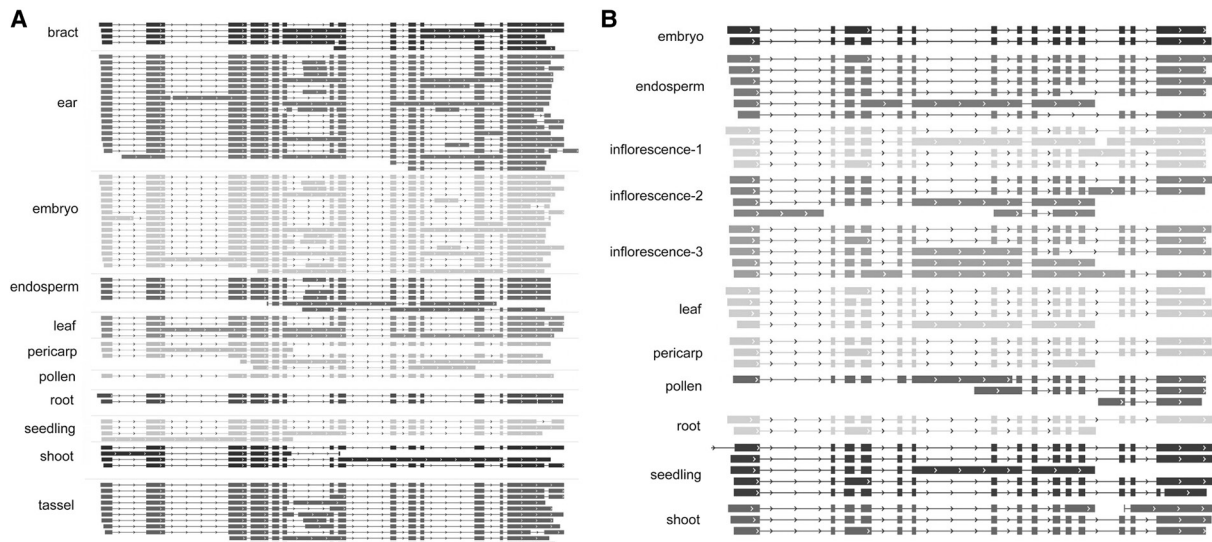 A
bract
ear
embryo
endosperm
leaf
pericarp
pollen
root
seedling
shoot
tassel
B
embryo
endosperm
inflorescence-1
inflorescence-2
inflorescence-3
leaf
pericarp
pollen
root
seedling
shoot